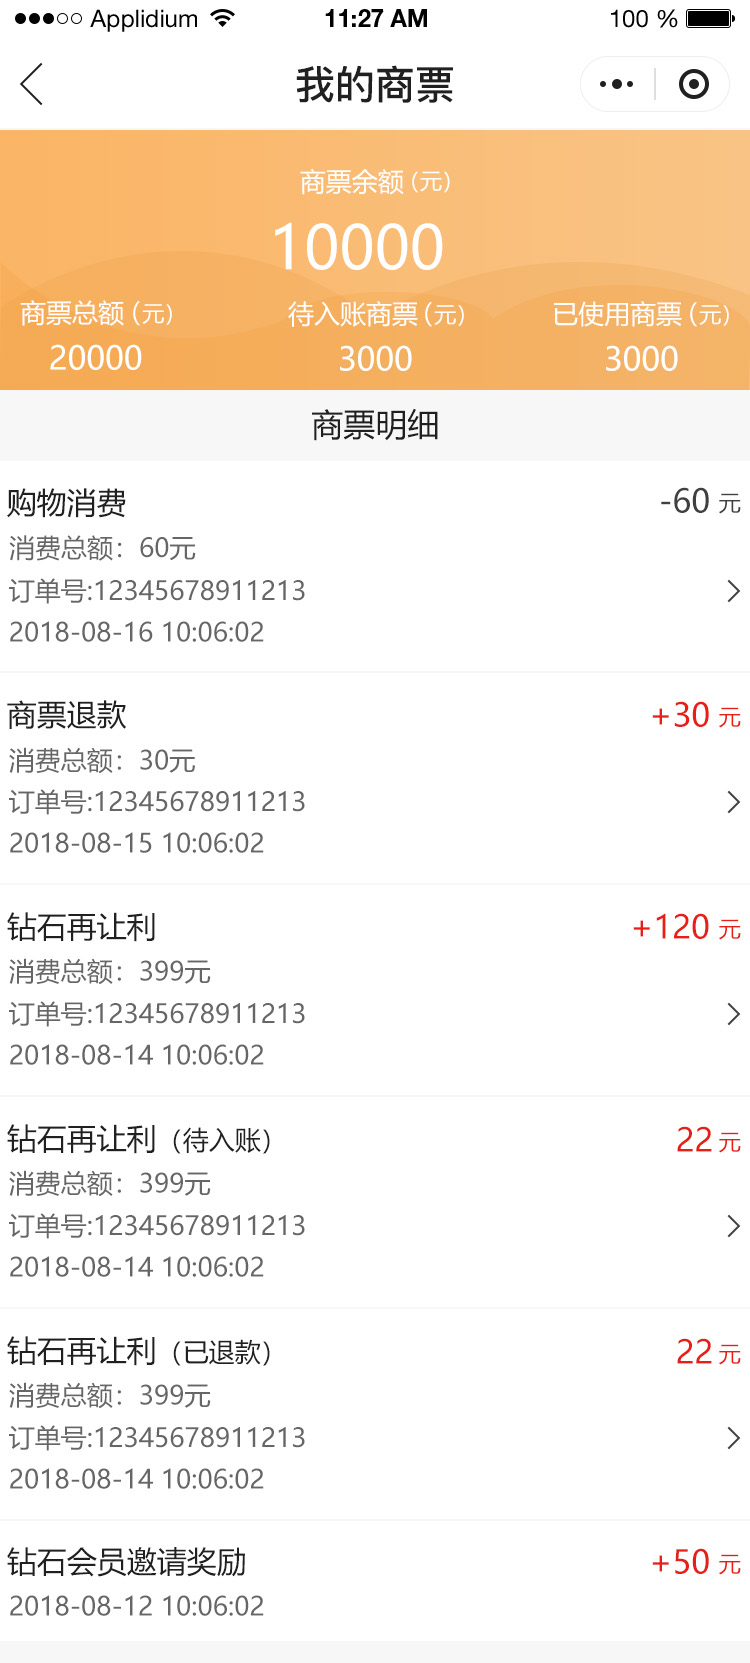 Applidium 11:27 AM 100 %
我的商票
商票余额(元)
10000
商票总额(元) 待入账商票(元) 已使用商票(元)
20000 3000 3000
商票明细
购物消费 -60 元
消费总额：60元
订单号:12345678911213
2018-08-16 10:06:02
商票退款 +30 元
消费总额：30元
订单号:12345678911213
2018-08-15 10:06:02
钻石再让利 +120 元
消费总额：399元
订单号:12345678911213
2018-08-14 10:06:02
钻石再让利（待入账） 22 元
消费总额：399元
订单号:12345678911213
2018-08-14 10:06:02
钻石再让利（已退款） 22 元
消费总额：399元
订单号:12345678911213
2018-08-14 10:06:02
钻石会员邀请奖励 +50 元
2018-08-12 10:06:02